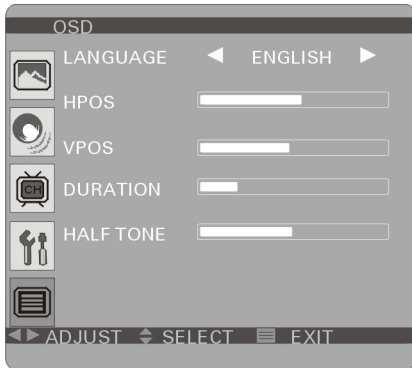 OSD
LANGUAGE ENGLISH
HPOS
VPOS
DURATION
CH
HALF TONE
ADJUST SELECT EXIT